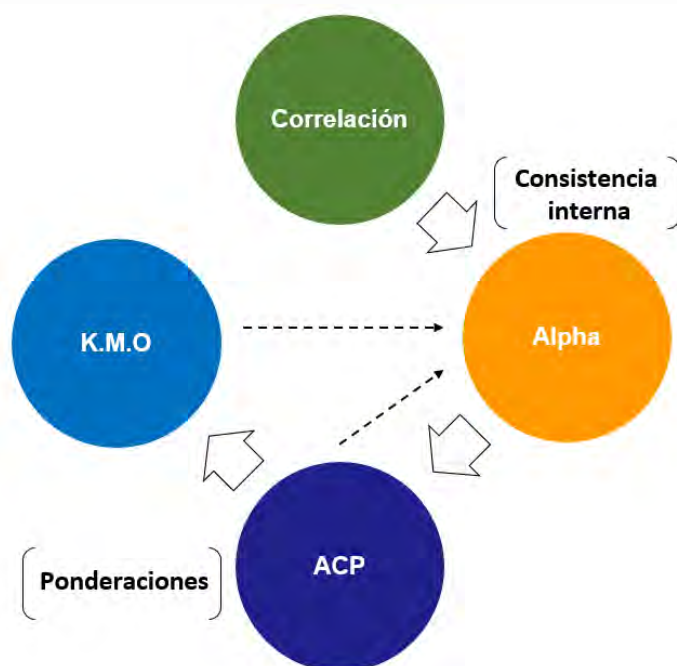 Correlación
Consistencia
interna
K.M.O
Alpha
Ponderaciones
ACP